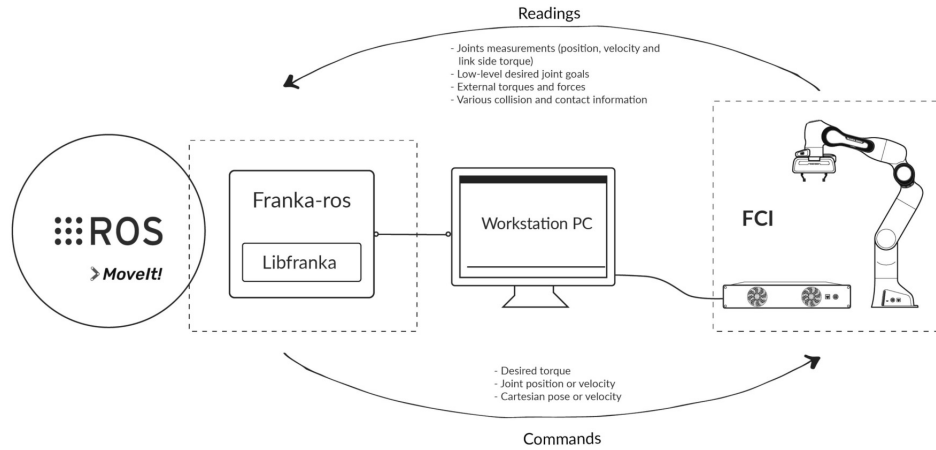 Readings
- Joints measurements (position, velocity and
link side torque)
- Low-level desired joint goals
- External torques and forces
- Various collision and contact information
ROS
MoveIt!
Franka-ros
Libfranka
Workstation PC
FCI
- Desired torque
- Joint position or velocity
- Cartesian pose or velocity
Commands